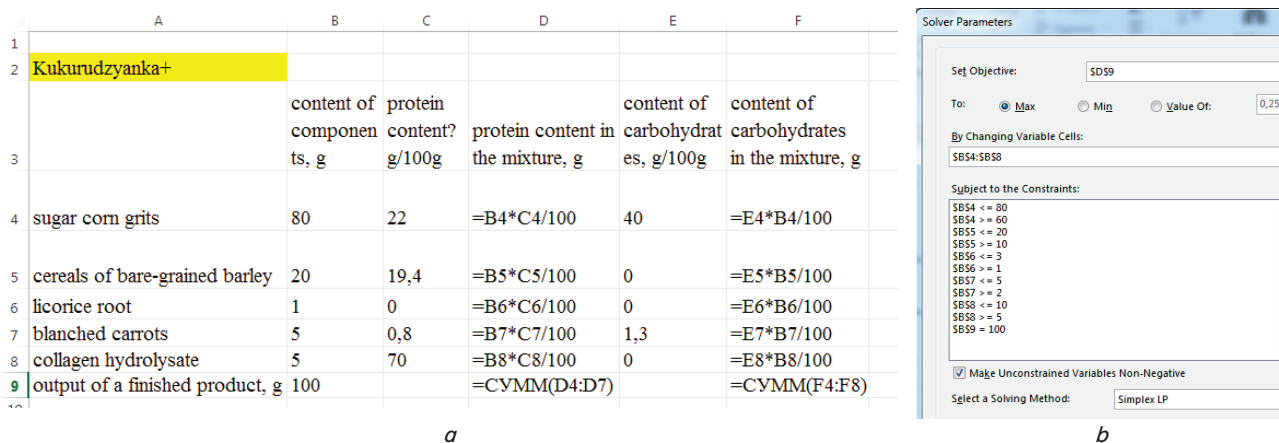 A B C D E F
1
2 Kukurudzyanka+
content of protein content of content of
componen content? protein content in carbohydrat carbohydrates
3 ts, g g/100g the mixture, g es, g/100g in the mixture, g
4 sugar corn grits 80 22 =B4*C4/100 40 =E4*B4/100
5 cereals of bare-grained barley 20 19,4 =B5*C5/100 0 =E5*B5/100
6 licorice root 1 0 =B6*C6/100 0 =E6*B6/100
7 blanched carrots 5 0,8 =B7*C7/100 1,3 =E7*B7/100
8 collagen hydrolysate 5 70 =B8*C8/100 0 =E8*B8/100
9 output of a finished product, g 100 =СУММ(D4:D7) =СУММ(F4:F8)
a
Solver Parameters
Set Objective: $D$9
To: Max Min Value Of: 0,25
By Changing Variable Cells:
$B$4:$B$8
Subject to the Constraints:
$B$4 <= 80
$B$4 >= 60
$B$5 <= 20
$B$5 >= 10
$B$6 <= 3
$B$6 >= 1
$B$7 <= 5
$B$7 >= 2
$B$8 <= 10
$B$8 >= 5
$B$9 = 100
Make Unconstrained Variables Non-Negative
Select a Solving Method: Simplex LP
b